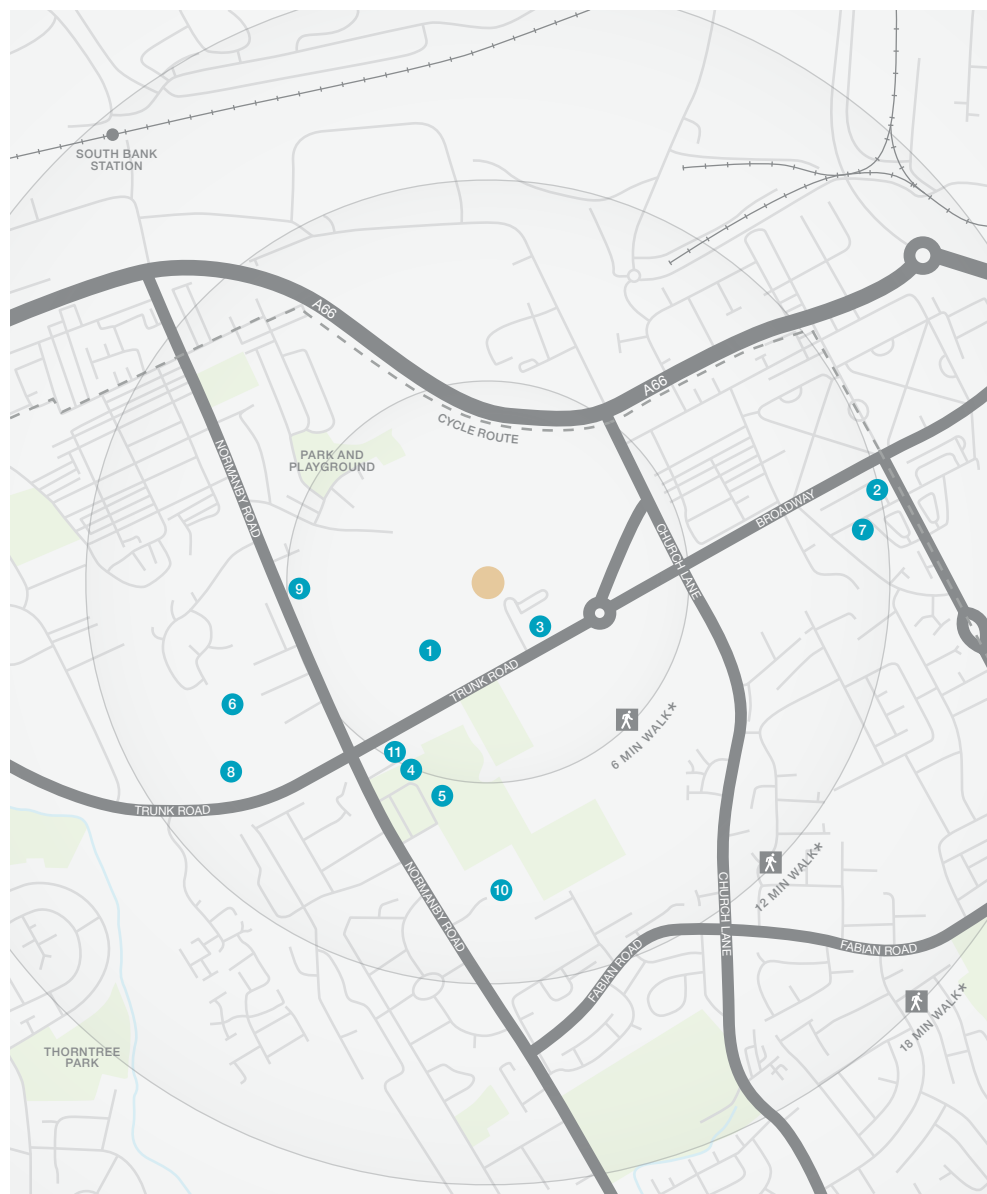 SOUTH BANK
STATION
A66
A66
CYCLE ROUTE
PARK AND
PLAYGROUND
NORMANBY ROAD
BROADWAY
2
7
CHURCH LANE
9
3
1
TRUNK ROAD
6
6 MIN WALK*
11
4
8
5
TRUNK ROAD
12 MIN WALK*
10
NORMANBY ROAD
CHURCH LANE
FABIAN ROAD
FABIAN ROAD
18 MIN WALK*
THORNTREE
PARK